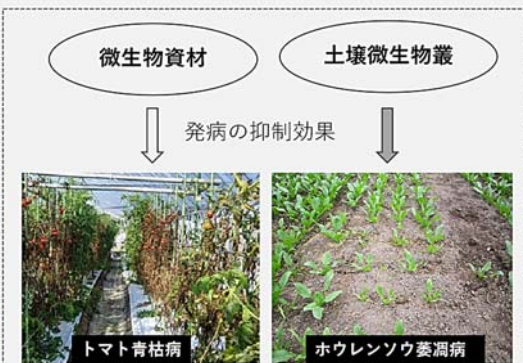 微生物資材
土壌微生物叢
発病の抑制効果
トマト青枯病
ホウレンソウ萎凋病